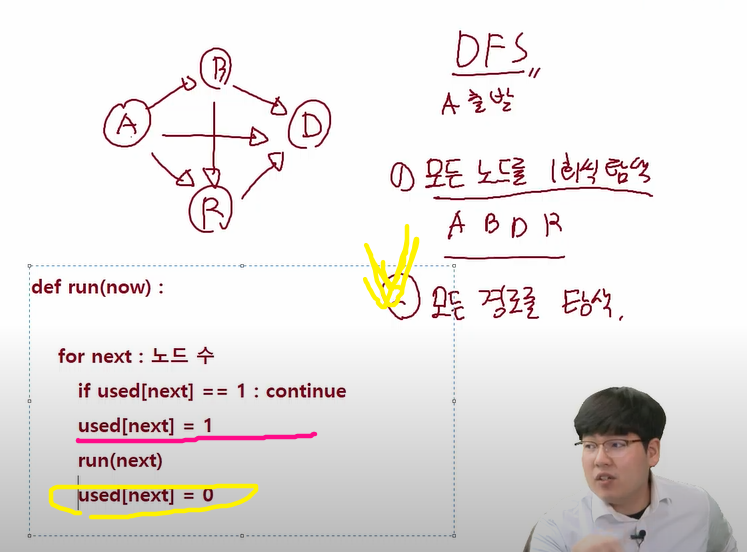 DFS
A 출발
B
A
D
R
① 모든 노드를 1회씩 탐색
A B D R
② 모든 경로를 탐색.
def run(now) :
for next : 노드 수
if used[next] == 1 : continue
used[next] = 1
run(next)
used[next] = 0